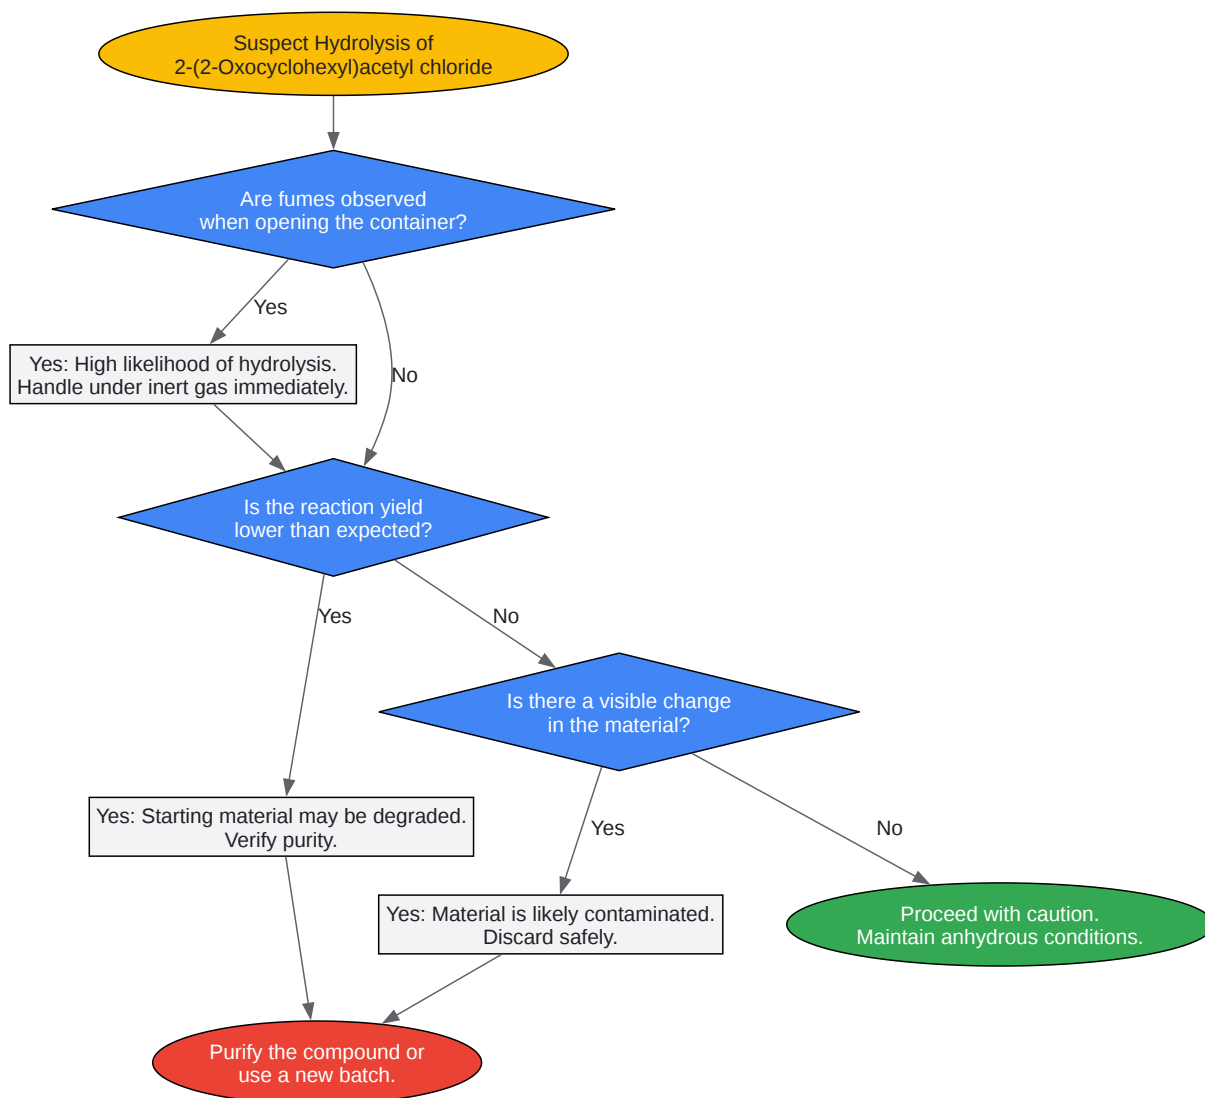 Suspect Hydrolysis of
2-(2-Oxocyclohexyl)acetyl chloride
Are fumes observed
when opening the container?
Yes
Yes: High likelihood of hydrolysis.
Handle under inert gas immediately.
No
Is the reaction yield
lower than expected?
Yes
No
Is there a visible change
in the material?
Yes: Starting material may be degraded.
Verify purity.
Yes
No
Yes: Material is likely contaminated.
Discard safely.
Proceed with caution.
Maintain anhydrous conditions.
Purify the compound or
use a new batch.